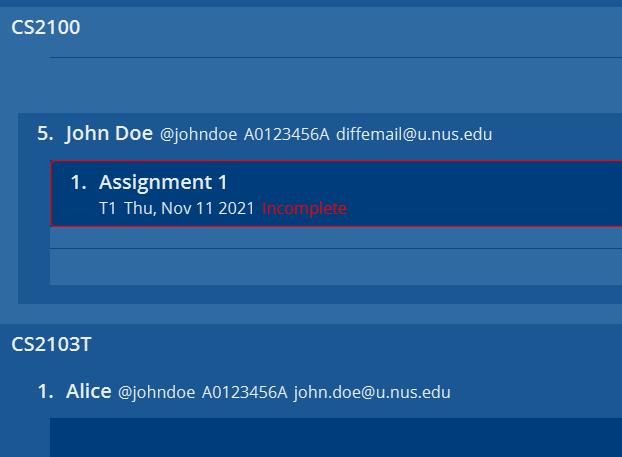 CS2100
5. John Doe @johndoe A0123456A diffemail@u.nus.edu
1. Assignment 1
T1 Thu, Nov 11 2021 Incomplete
CS2103T
1. Alice @johndoe A0123456A john.doe@u.nus.edu